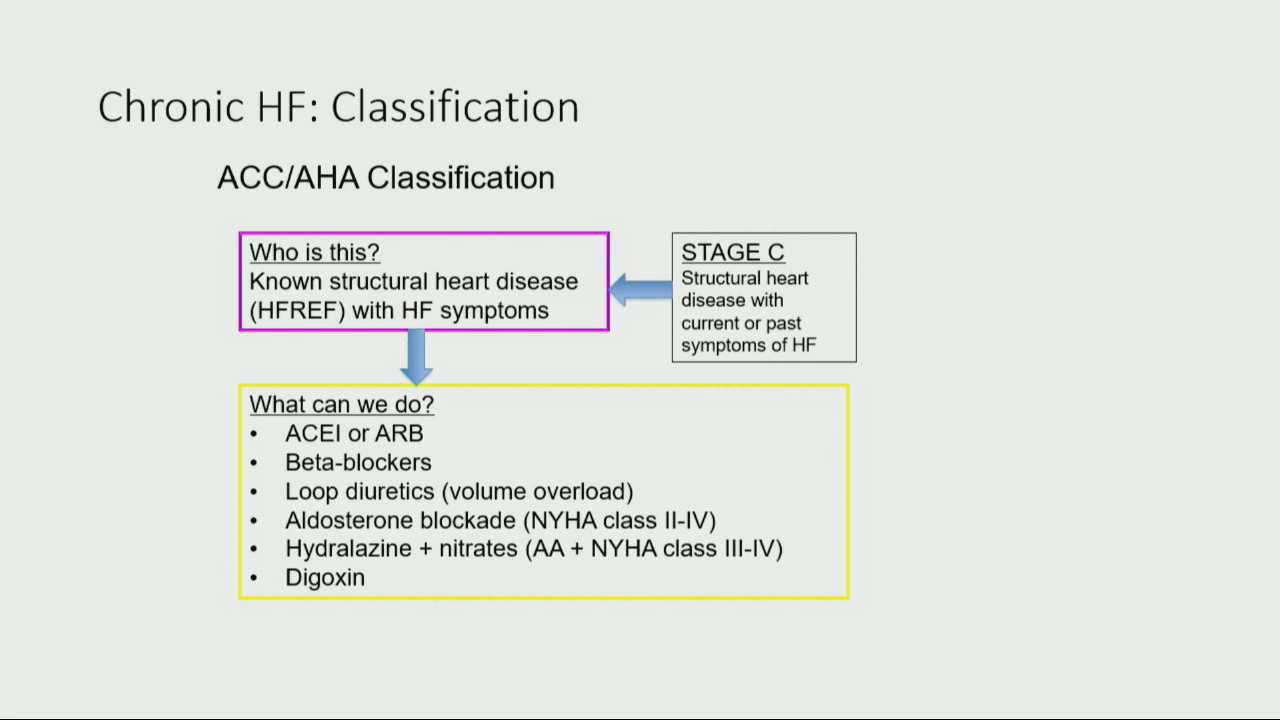 Chronic HF: Classification
ACC/AHA Classification
Who is this?
Known structural heart disease
(HFREF) with HF symptoms
STAGE C
Structural heart
disease with
current or past
symptoms of HF
What can we do?
• ACEI or ARB
• Beta-blockers
• Loop diuretics (volume overload)
• Aldosterone blockade (NYHA class II-IV)
• Hydralazine + nitrates (AA + NYHA class III-IV)
• Digoxin